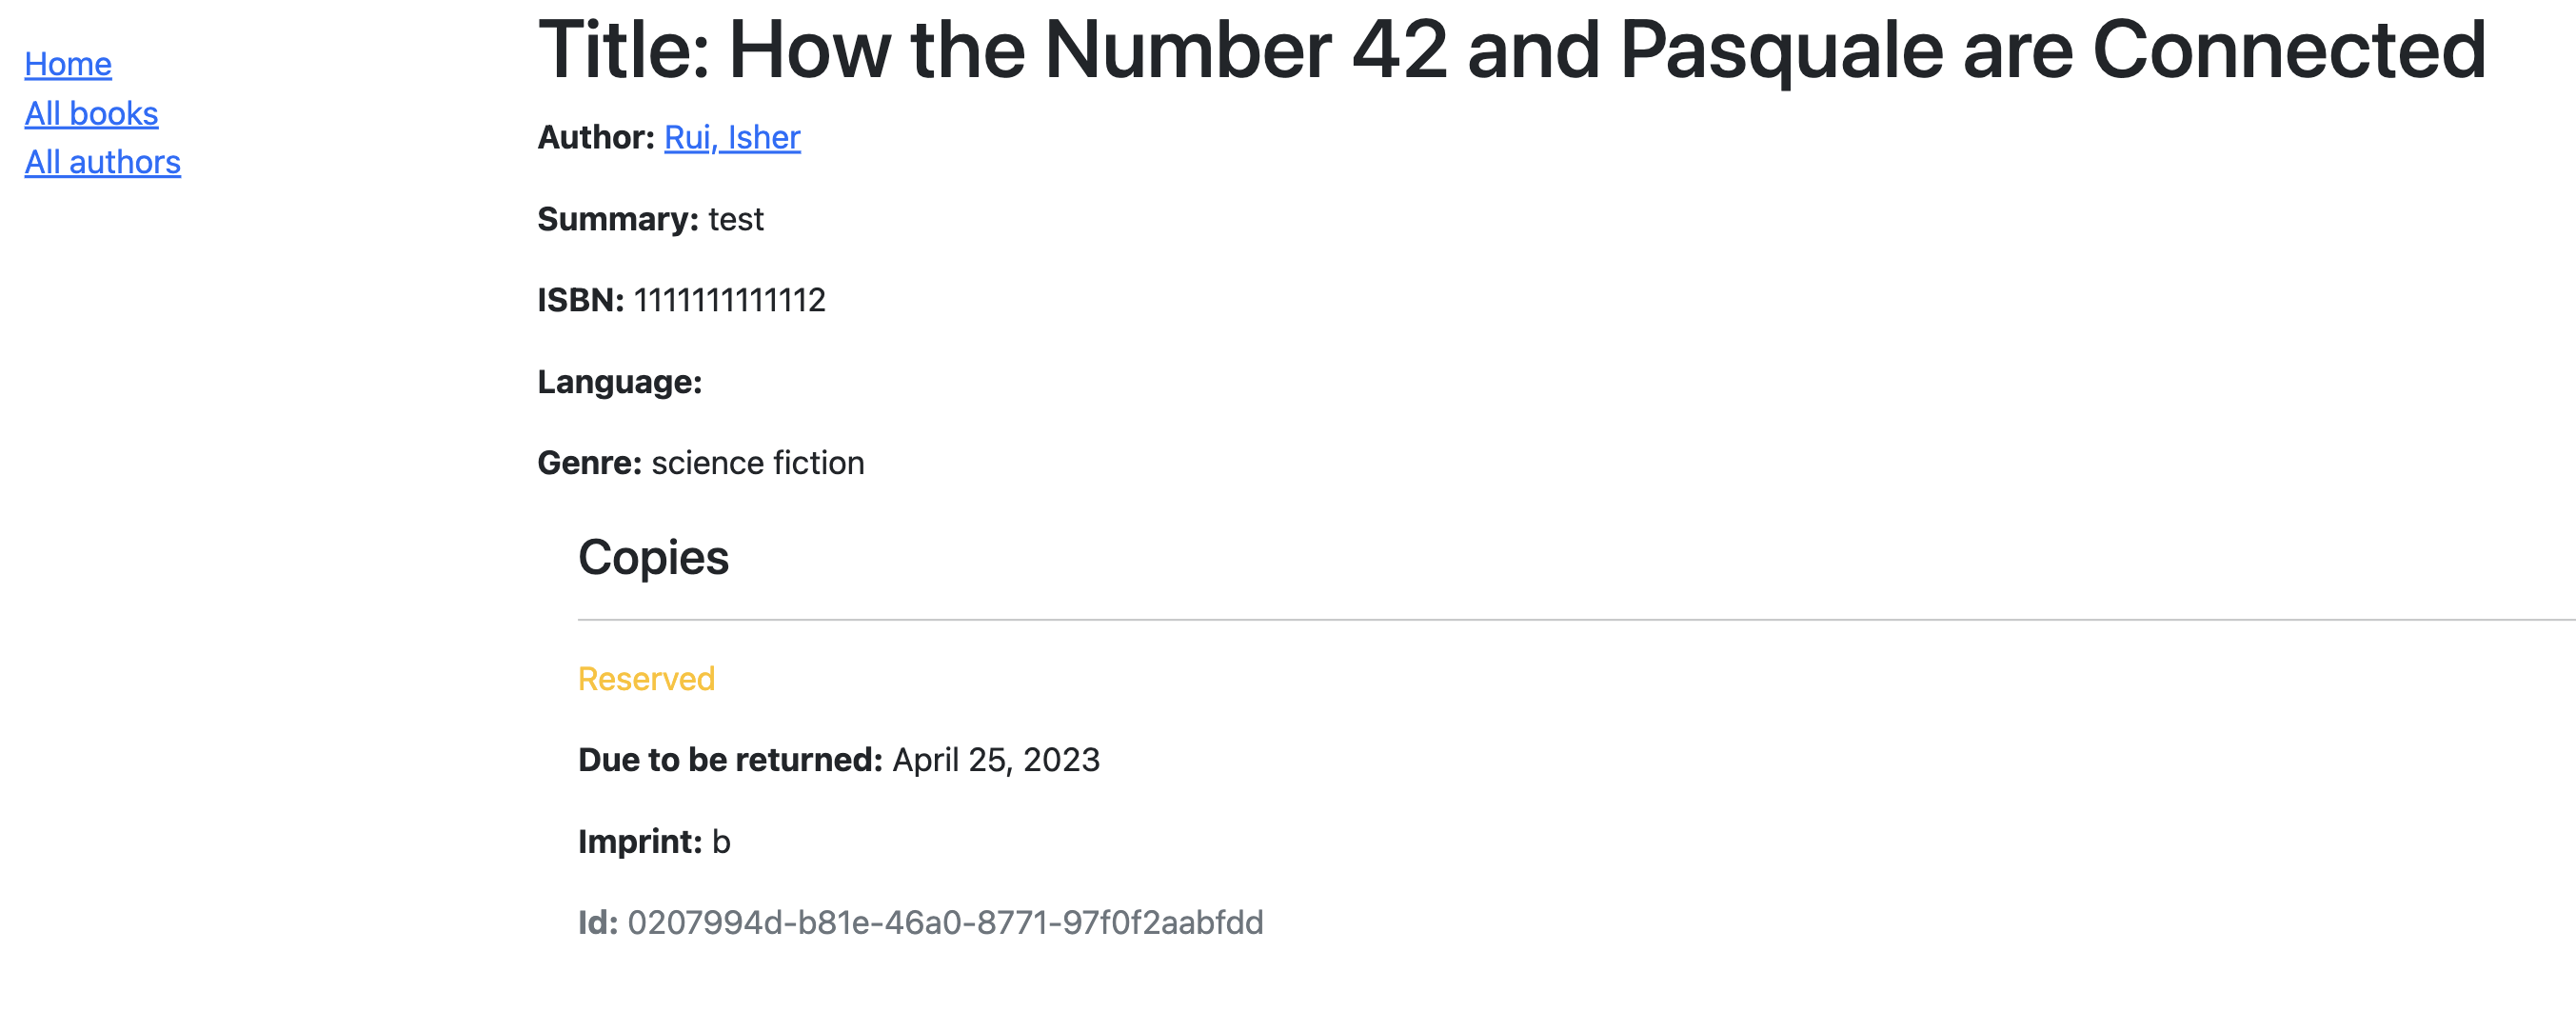 Home
All books
All authors
Title: How the Number 42 and Pasquale are Connected
Author: Rui, Isher
Summary: test
ISBN: 1111111111112
Language:
Genre: science fiction
Copies
Reserved
Due to be returned: April 25, 2023
Imprint: b
Id: 0207994d-b81e-46a0-8771-97f0f2aabfdd